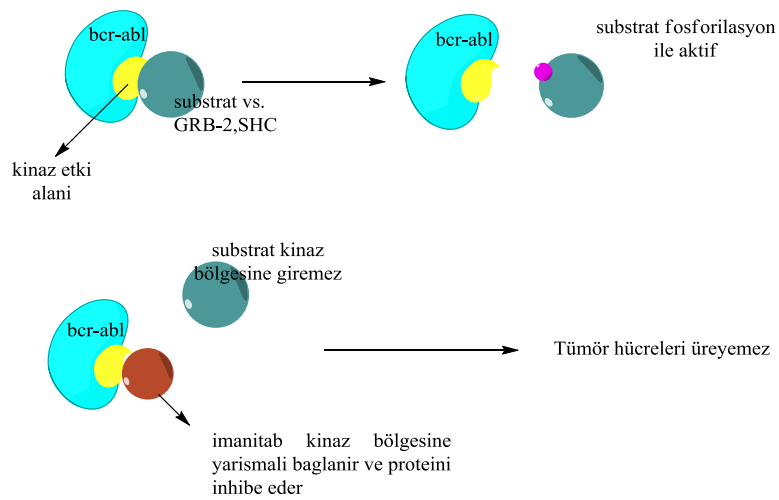 bcr-abl
substrat vs.
GRB-2,SHC
kinaz etki
alani
bcr-abl
substrat fosforilasyon
ile aktif
substrat kinaz
bölgesine giremez
bcr-abl
imanitab kinaz bölgesine
yarismali baglanir ve proteini
inhibe eder
Tümör hücreleri üreyemez